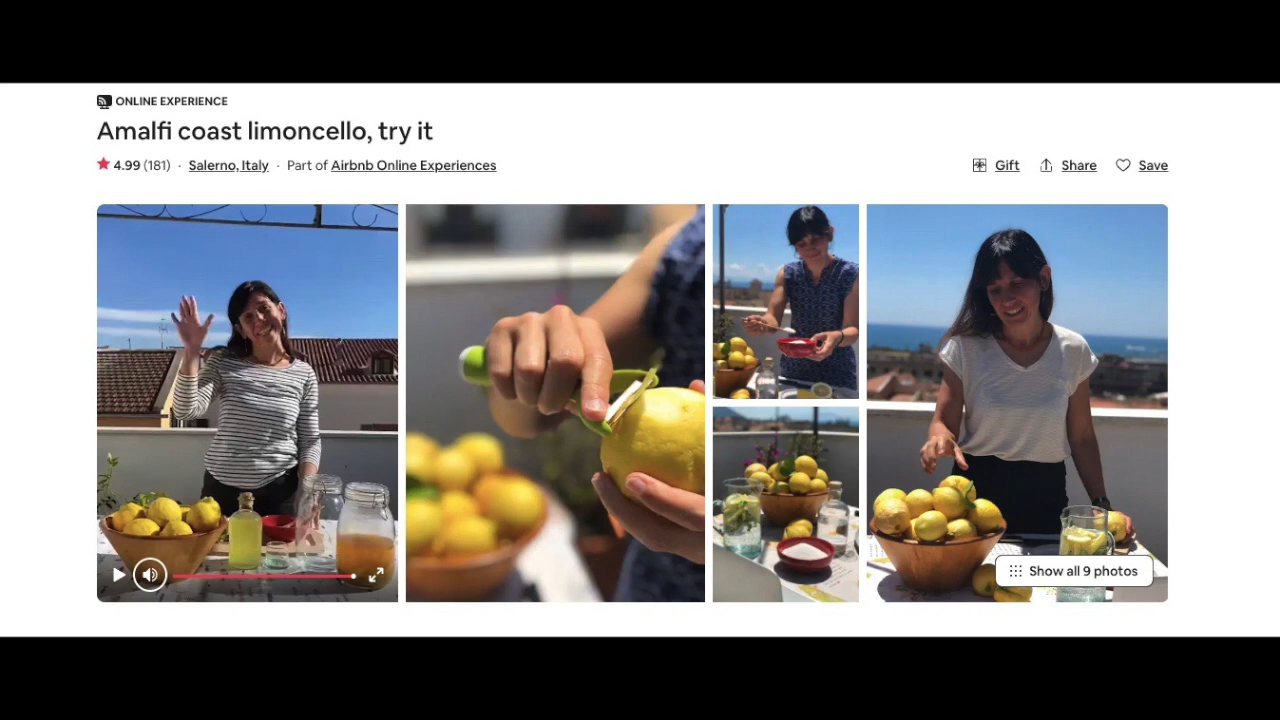 ONLINE EXPERIENCE
Amalfi coast limoncello, try it
4.99 (181) · Salerno, Italy · Part of Airbnb Online Experiences
Gift Share Save
Show all 9 photos